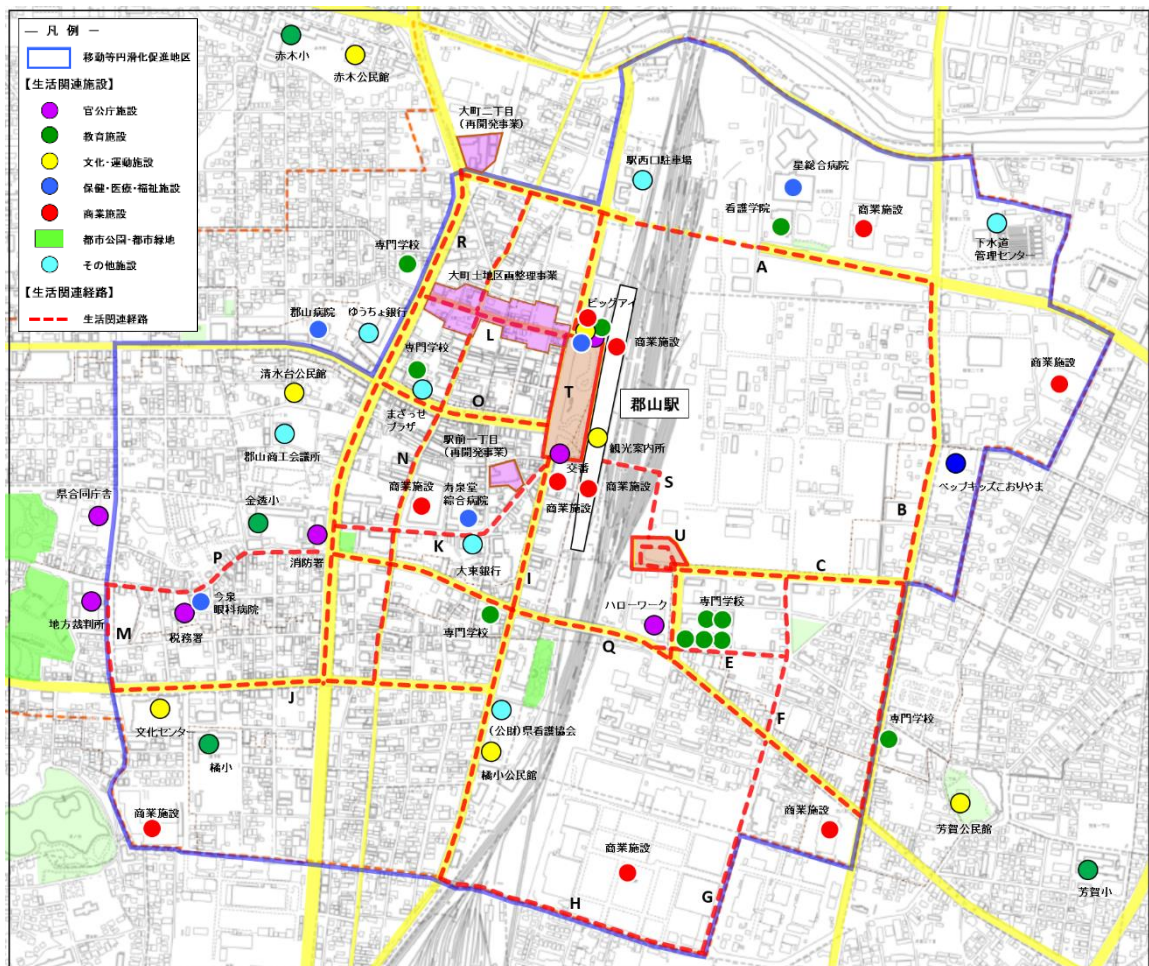 ― 凡 例 ―
移動等円滑化促進地区
【生活関連施設】
官公庁施設
教育施設
文化・運動施設
保健・医療・福祉施設
商業施設
都市公園・都市緑地
その他施設
【生活関連経路】
生活関連経路
赤木小
赤木公民館
大町二丁目
(再開発事業)
駅西口駐車場
星総合病院
看護学院
商業施設
下水道
管理センター
専門学校
R
A
大町土地区画整理事業
ビッグアイ
郡山病院
ゆうちょ銀行
L
商業施設
専門学校
商業施設
清水台公民館
T
郡山駅
まざっせ
プラザ
O
郡山商工会議所
駅前一丁目
(再開発事業)
観光案内所
N
交番
ペップキッズこおりやま
県合同庁舎
金透小
商業施設
寿泉堂
綜合病院
商業施設
商業施設
S
B
消防署
K
大東銀行
U
P
I
C
今泉
眼科病院
ハローワーク
専門学校
地方裁判所
M
税務署
専門学校
Q
E
J
F
文化センター
(公財)県看護協会
専門学校
橘小
橘小公民館
商業施設
商業施設
芳賀公民館
商業施設
芳賀小
H
G